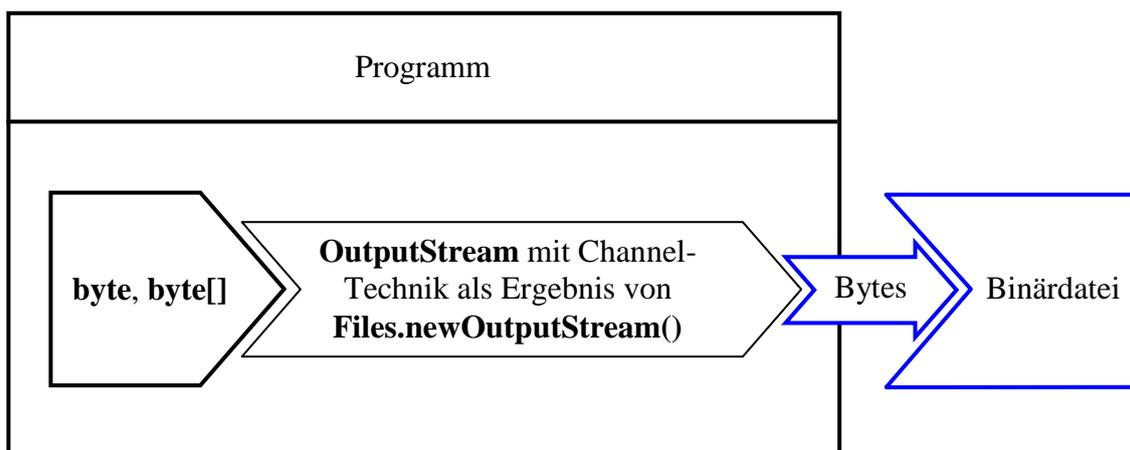 Programm
byte, byte[]
OutputStream mit Channel-
Technik als Ergebnis von
Files.newOutputStream()
Bytes
Binärdatei